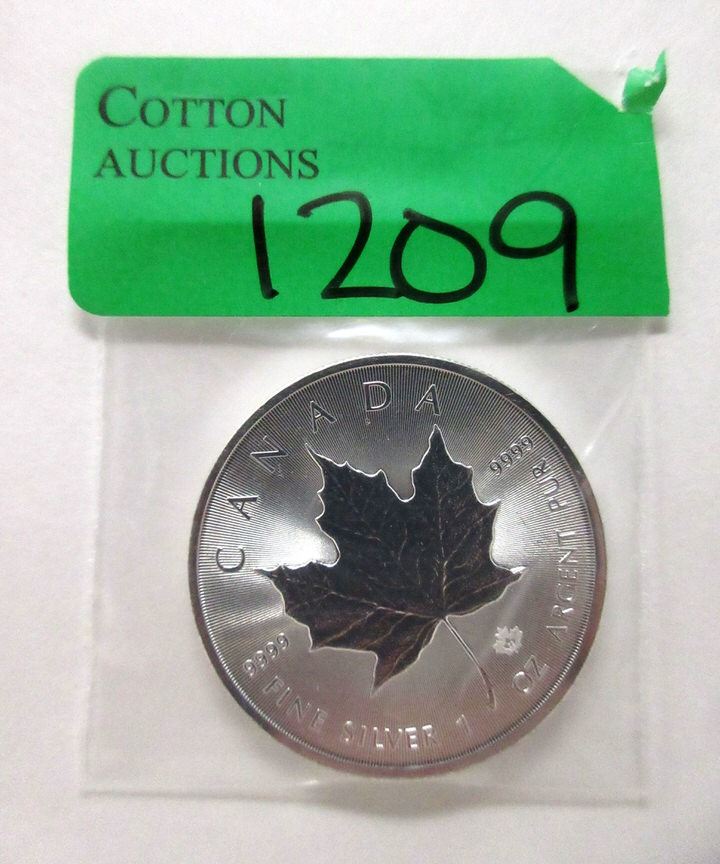 COTTON
AUCTIONS
1209
CANADA
9999
9999
FINE SILVER 1 OZ ARGENT PUR